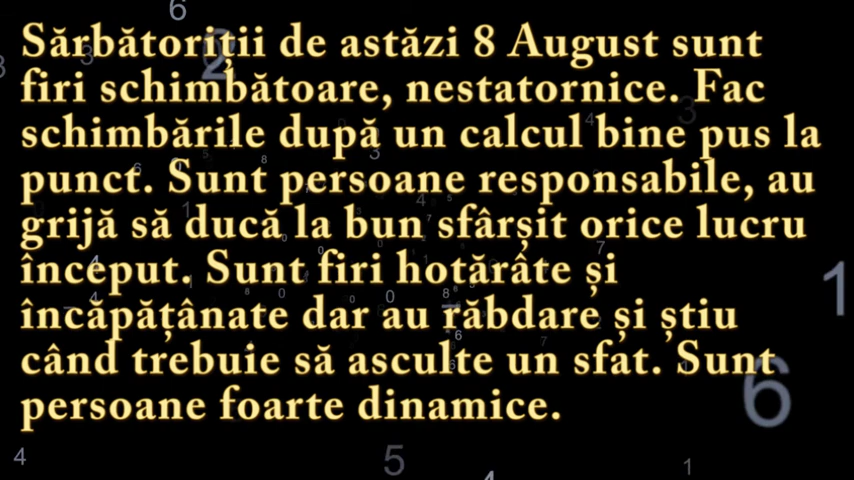 Sărbătoriții de astăzi 8 August sunt
firi schimbătoare, nestatornice. Fac
schimbările după un calcul bine pus la
punct. Sunt persoane responsabile, au
grijă să ducă la bun sfârșit orice lucru
început. Sunt firi hotărâte și
încăpățânate dar au răbdare și știu
când trebuie să asculte un sfat. Sunt
persoane foarte dinamice.